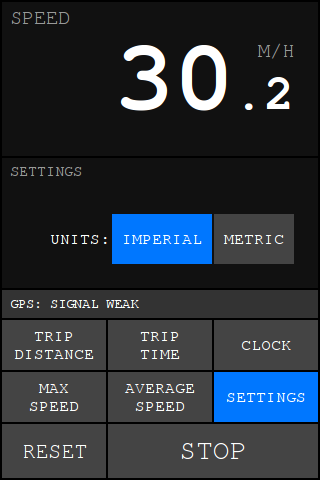 SPEED
M/H
30.2
SETTINGS
UNITS: IMPERIAL METRIC
GPS: SIGNAL WEAK
TRIP
DISTANCE
TRIP
TIME
CLOCK
MAX
SPEED
AVERAGE
SPEED
SETTINGS
RESET
STOP